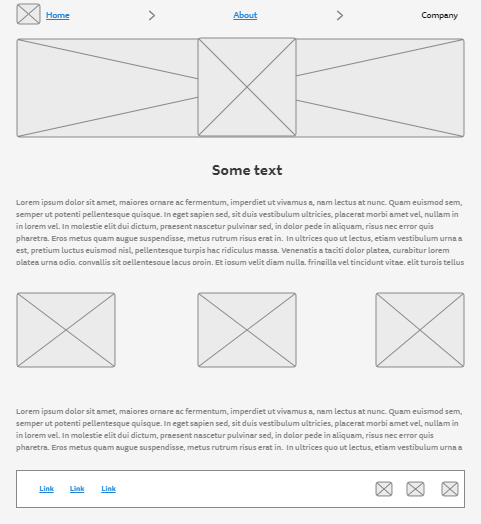 Home > About > Company
Some text
Lorem ipsum dolor sit amet, maiores ornare ac fermentum, imperdiet ut vivamus a, nam lectus at nunc. Quam euismod sem,
semper ut potenti pellentesque quisque. In eget sapien sed, sit duis vestibulum ultricies, placerat morbi amet vel, nullam in
in lorem vel. In molestie elit dui dictum, praesent nascetur pulvinar sed, in dolor pede in aliquam, risus nec error quis
pharetra. Eros metus quam augue suspendisse, metus rutrum risus erat in. In ultrices quo ut lectus, etiam vestibulum urna a
est, pretium luctus euismod nisl, pellentesque turpis hac ridiculus massa. Venenatis a taciti dolor platea, curabitur lorem
platea urna odio, convallis sit pellentesque lacus proin. Et ipsum velit diam nulla, fringilla vel tincidunt vitae, elit turpis tellus
Lorem ipsum dolor sit amet, maiores ornare ac fermentum, imperdiet ut vivamus a, nam lectus at nunc. Quam euismod sem,
semper ut potenti pellentesque quisque. In eget sapien sed, sit duis vestibulum ultricies, placerat morbi amet vel, nullam in
in lorem vel. In molestie elit dui dictum, praesent nascetur pulvinar sed, in dolor pede in aliquam, risus nec error quis
pharetra. Eros metus quam augue suspendisse, metus rutrum risus erat in. In ultrices quo ut lectus, etiam vestibulum urna a
Link Link Link